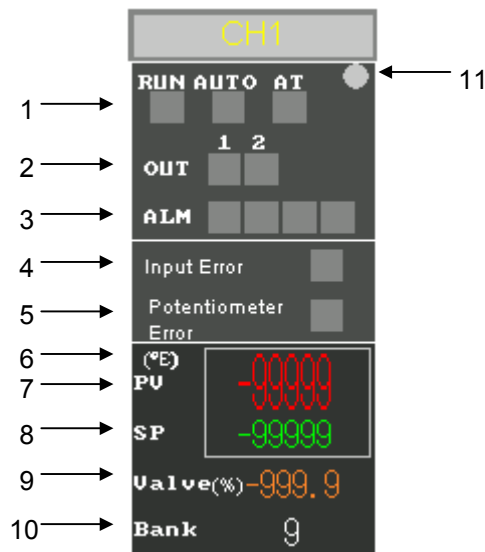 CH1
11
RUN AUTO AT
1
1 2
2 OUT
3 ALM
4 Input Error
5 Potentiometer
Error
6 (°E)
7 PV -99999
8 SP -99999
9 Valve(%) -999.9
10 Bank 9